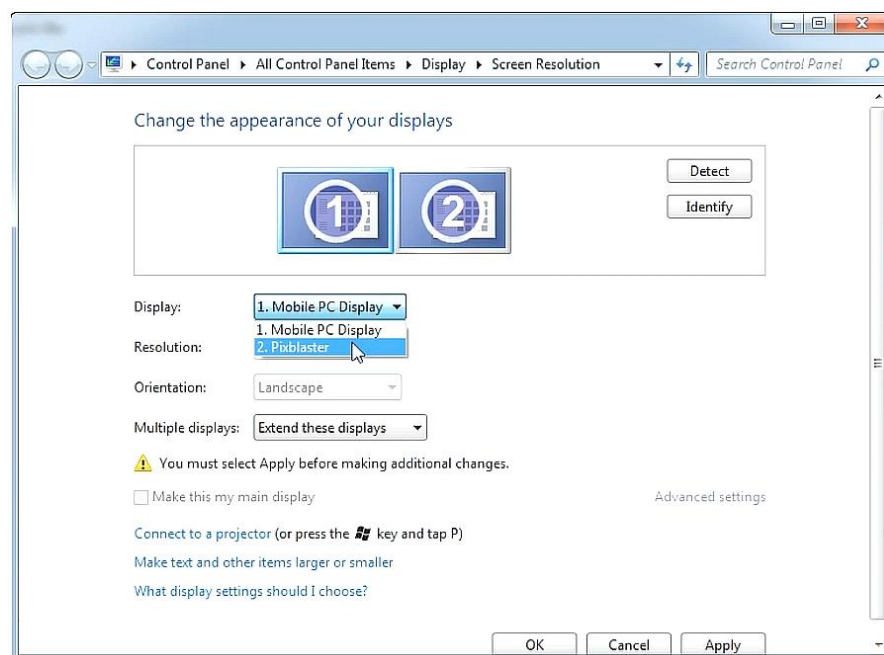 Control Panel All Control Panel Items Display Screen Resolution Search Control Panel
Change the appearance of your displays
1 2
Detect
Identify
Display: 1. Mobile PC Display
1. Mobile PC Display
Resolution: 2. Pixblaster
Orientation: Landscape
Multiple displays: Extend these displays
You must select Apply before making additional changes.
Make this my main display Advanced settings
Connect to a projector (or press the key and tap P)
Make text and other items larger or smaller
What display settings should I choose?
OK Cancel Apply